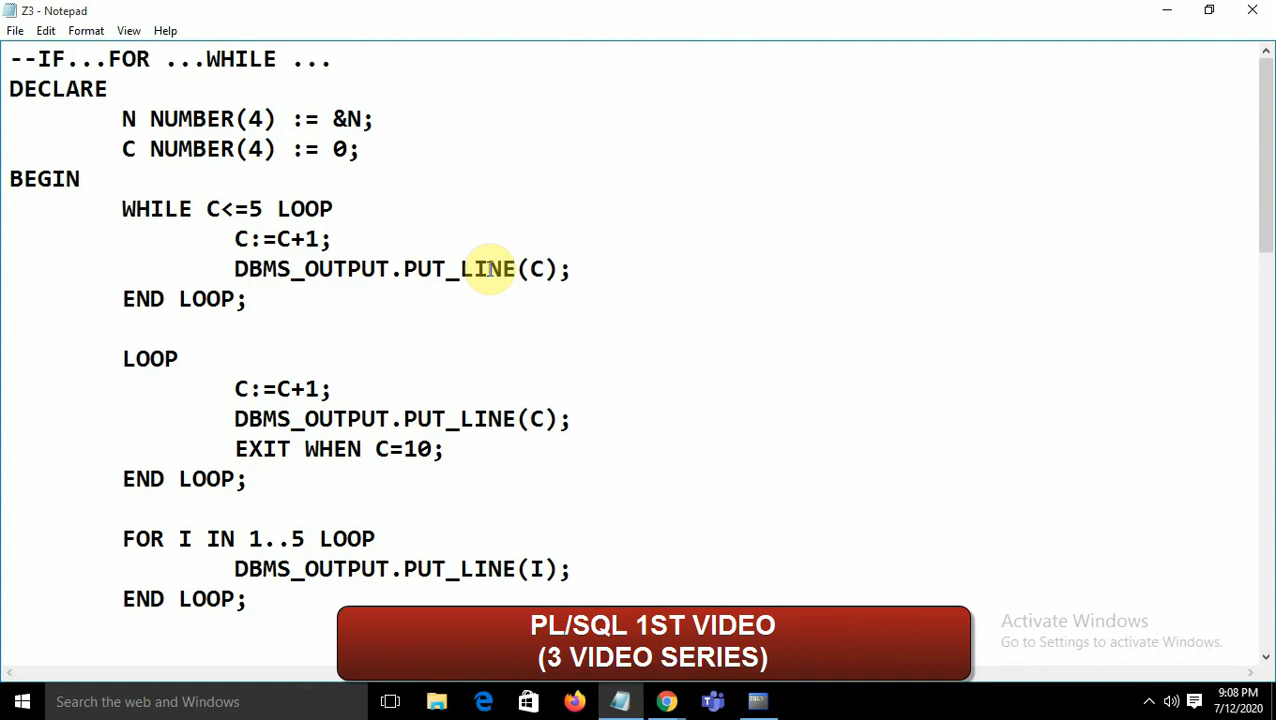 Z3 - Notepad
File Edit Format View Help
--IF...FOR ...WHILE ...
DECLARE
N NUMBER(4) := &N;
C NUMBER(4) := 0;
BEGIN
WHILE C<=5 LOOP
C:=C+1;
DBMS_OUTPUT.PUT_LINE(C);
END LOOP;
LOOP
C:=C+1;
DBMS_OUTPUT.PUT_LINE(C);
EXIT WHEN C=10;
END LOOP;
FOR I IN 1..5 LOOP
DBMS_OUTPUT.PUT_LINE(I);
END LOOP;
PL/SQL 1ST VIDEO
(3 VIDEO SERIES)
Activate Windows
Go to Settings to activate Windows.
Search the web and Windows
9:08 PM
7/12/2020